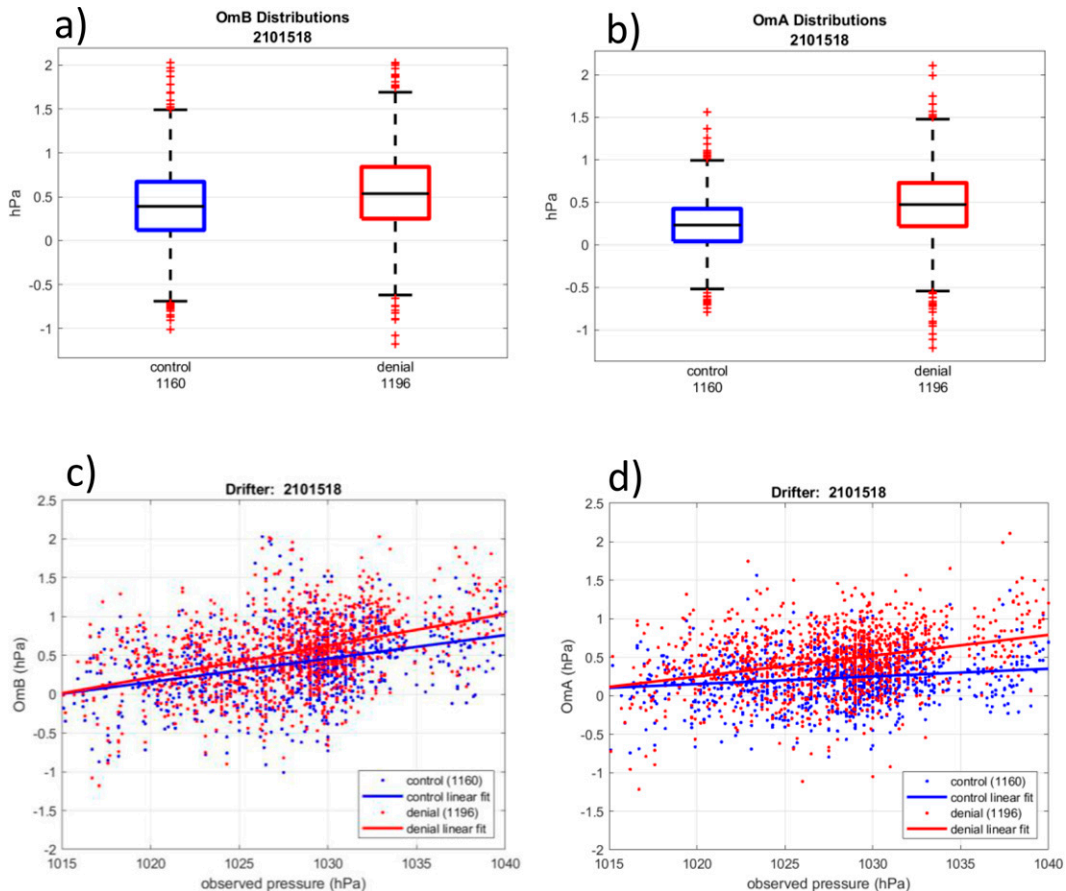 a)
OmB Distributions
2101518
2
1.5
1
0.5
0
-0.5
-1
hPa
control
1160
denial
1196
b)
OmA Distributions
2101518
2
1.5
1
0.5
0
-0.5
-1
hPa
control
1160
denial
1196
c)
Drifter: 2101518
2.5
2
1.5
1
0.5
0
-0.5
-1
-1.5
-2
OmB (hPa)
control (1160)
control linear fit
denial (1196)
denial linear fit
1015 1020 1025 1030 1035 1040
observed pressure (hPa)
d)
Drifter: 2101518
2.5
2
1.5
1
0.5
0
-0.5
-1
-1.5
-2
OmA (hPa)
control (1160)
control linear fit
denial (1196)
denial linear fit
1015 1020 1025 1030 1035 1040
observed pressure (hPa)